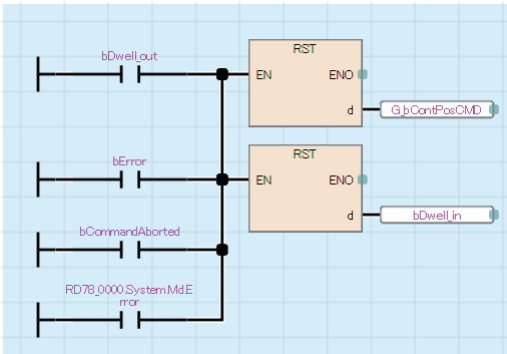 bDwell_out
RST
EN
ENO
d
G_bContPosCMD
bError
RST
EN
ENO
d
bDwell_in
bCommandAborted
RD78_0000.System.Md.E
rror